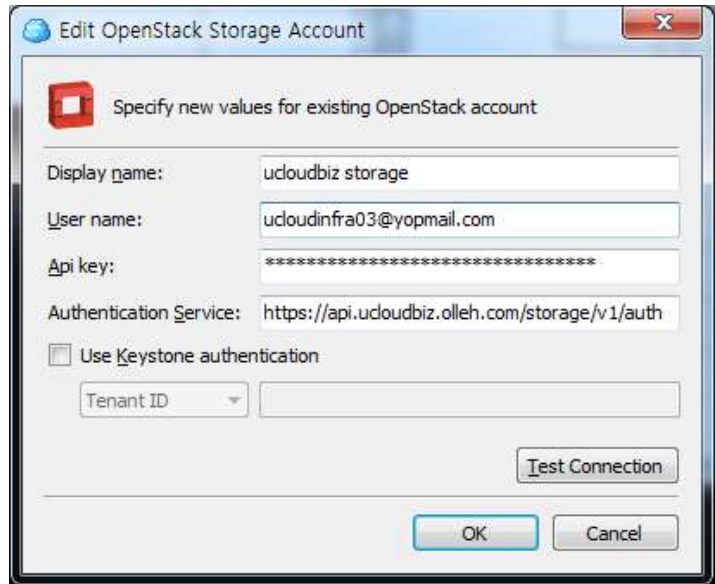 Edit OpenStack Storage Account
Specify new values for existing OpenStack account
Display name: ucloudbiz storage
User name: ucloudinfra03@yopmail.com
Api key: *********************************
Authentication Service: https://api.ucloudbiz.olleh.com/storage/v1/auth
Use Keystone authentication
Tenant ID
Test Connection
OK Cancel